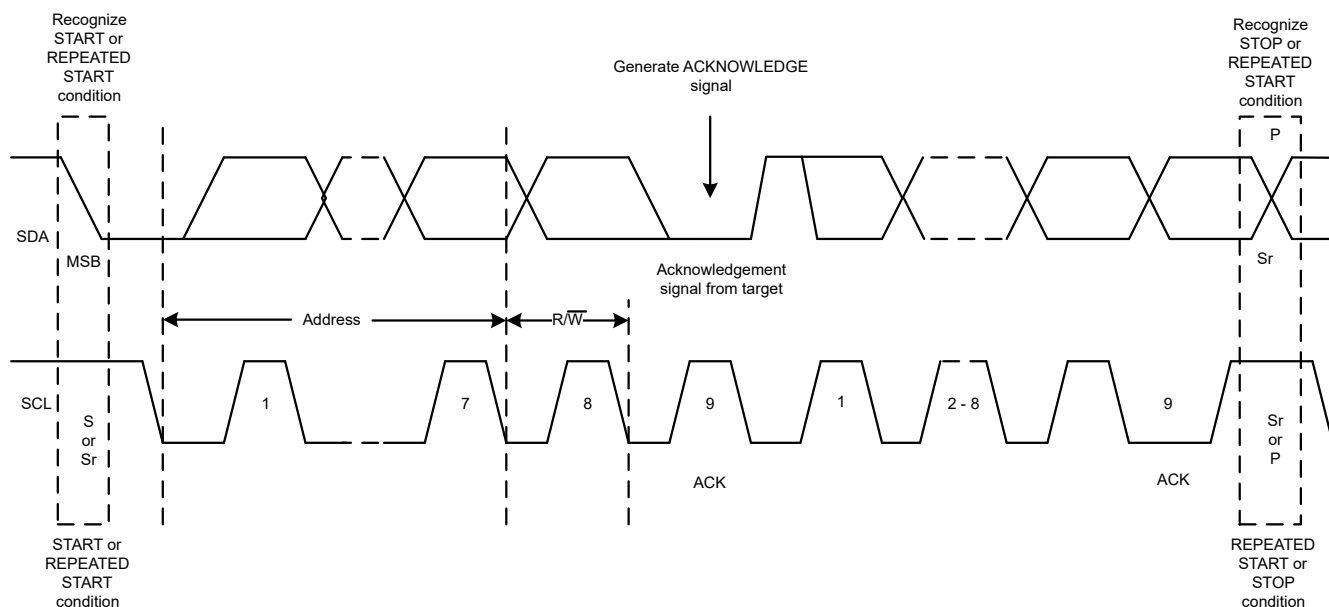 Recognize
START or
REPEATED
START
condition
Recognize
STOP or
REPEATED
START
condition
Generate ACKNOWLEDGE
signal
P
SDA
MSB
Sr
Acknowledgement
signal from target
Address
R/W̅
SCL
1
7
8
9
1
2 - 8
9
S
or
Sr
Sr
or
P
ACK
ACK
START or
REPEATED
START
condition
REPEATED
START or
STOP
condition